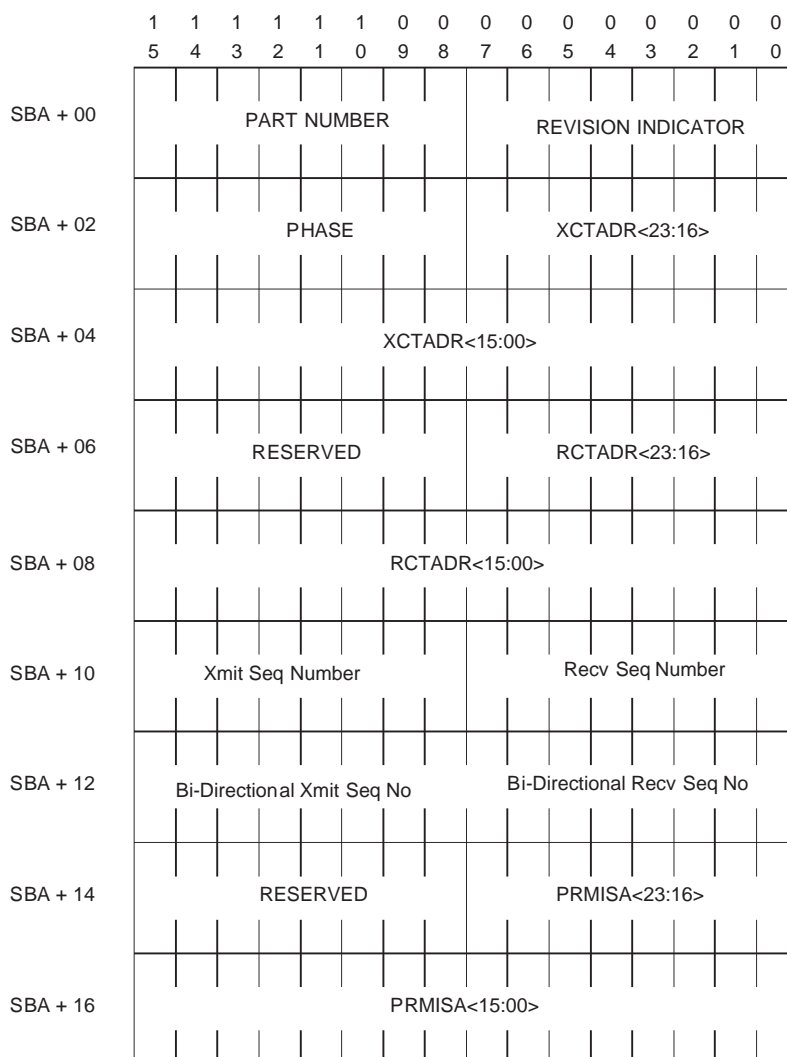 1 1 1 1 1 1 0 0 0 0 0 0 0 0 0 0
5 4 3 2 1 0 9 8 7 6 5 4 3 2 1 0
SBA + 00 PART NUMBER REVISION INDICATOR
SBA + 02 PHASE XCTADR<23:16>
SBA + 04 XCTADR<15:00>
SBA + 06 RESERVED RCTADR<23:16>
SBA + 08 RCTADR<15:00>
SBA + 10 Xmit Seq Number Recv Seq Number
SBA + 12 Bi-Directional Xmit Seq No Bi-Directional Recv Seq No
SBA + 14 RESERVED PRMISA<23:16>
SBA + 16 PRMISA<15:00>